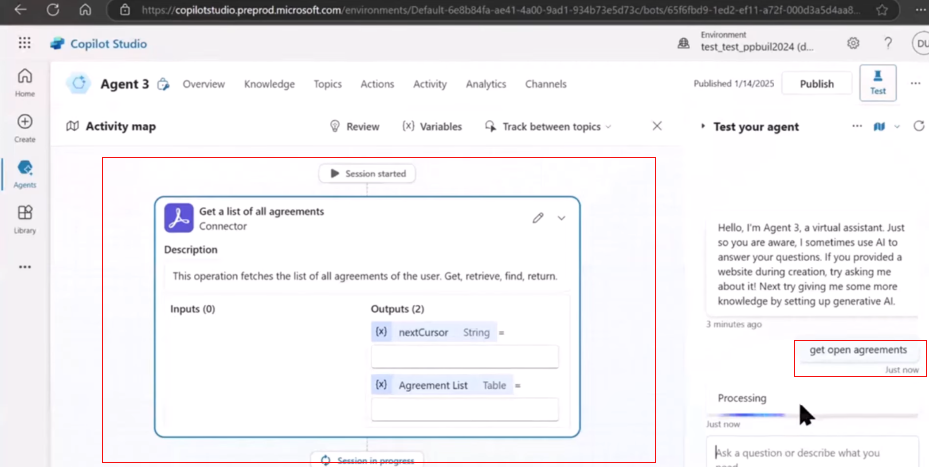 https://copilotstudio.preprod.microsoft.com/environments/Default-6e8b84fa-ae41-4a00-9ad1-934b73e5d73c/bots/65f6fbd9-1ed2-ef11-a72f-000d3a5d4aa8...
Copilot Studio
Environment
test_test_ppbuil2024 (d...
DU
Home
Create
Agents
Library
Agent 3
Overview
Knowledge
Topics
Actions
Activity
Analytics
Channels
Published 1/14/2025
Publish
Test
Activity map
Review
{x} Variables
Track between topics
Session started
Get a list of all agreements
Connector
Description
This operation fetches the list of all agreements of the user. Get, retrieve, find, return.
Inputs (0)
Outputs (2)
{x} nextCursor String =
{x} Agreement List Table =
Session in progress
Test your agent
Hello, I'm Agent 3, a virtual assistant. Just
so you are aware, I sometimes use AI to
answer your questions. If you provided a
website during creation, try asking me
about it! Next try giving me some more
knowledge by setting up generative AI.
3 minutes ago
get open agreements
Just now
Processing
Just now
Ask a question or describe what you
need